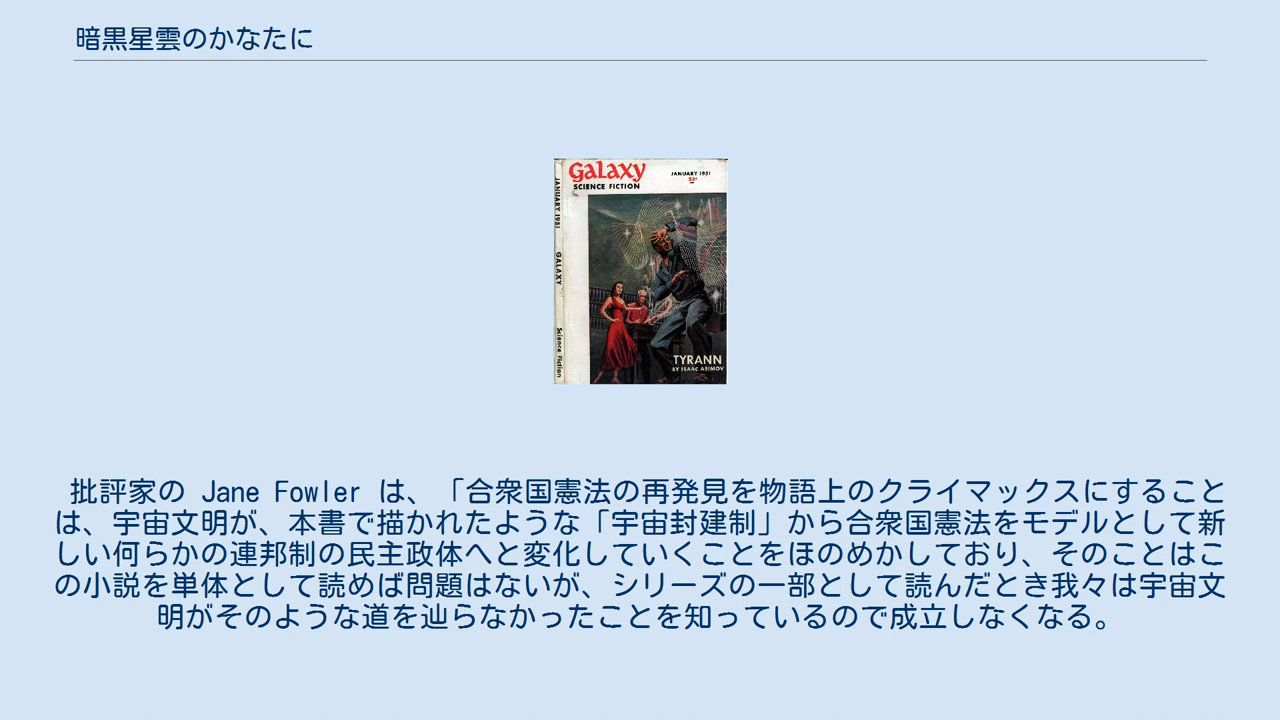 暗黒星雲のかなたに
GALAXY
SCIENCE FICTION
JANUARY 1951
25¢
JANUARY 1951
GALAXY
Science Fiction
TYRANN
BY ISAAC ASIMOV
批評家の Jane Fowler は、「合衆国憲法の再発見を物語上のクライマックスにすること
は、宇宙文明が、本書で描かれたような「宇宙封建制」から合衆国憲法をモデルとして新
しい何らかの連邦制の民主政体へと変化していくことをほのめかしており、そのことはこ
の小説を単体として読めば問題はないが、シリーズの一部として読んだとき我々は宇宙文
明がそのような道を辿らなかったことを知っているので成立しなくなる。